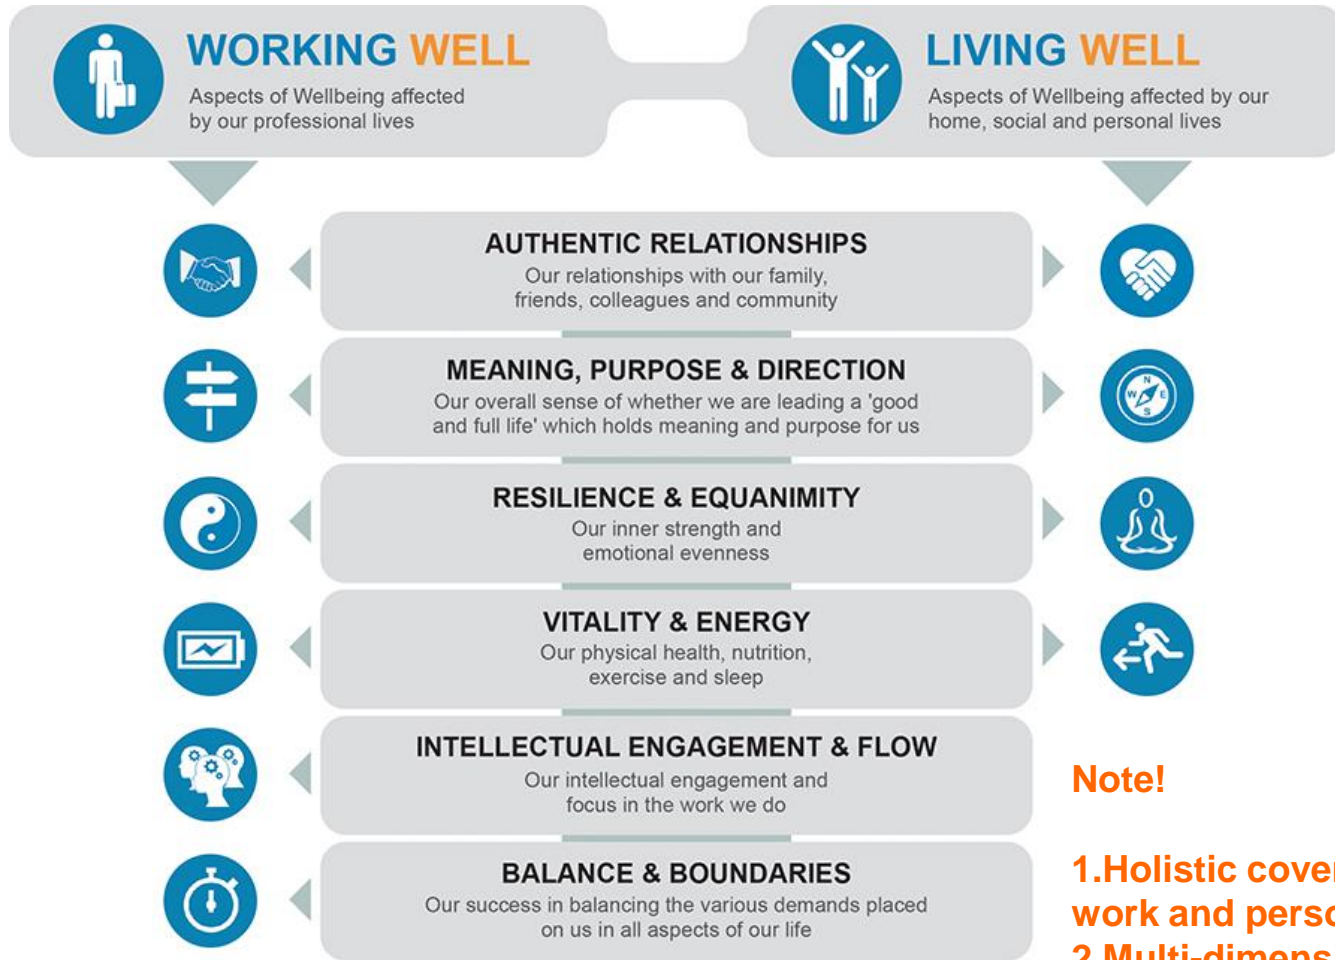 WORKING WELL
Aspects of Wellbeing affected
by our professional lives
LIVING WELL
Aspects of Wellbeing affected by our
home, social and personal lives
AUTHENTIC RELATIONSHIPS
Our relationships with our family,
friends, colleagues and community
MEANING, PURPOSE & DIRECTION
Our overall sense of whether we are leading a 'good
and full life' which holds meaning and purpose for us
N
W E
S
RESILIENCE & EQUANIMITY
Our inner strength and
emotional evenness
VITALITY & ENERGY
Our physical health, nutrition,
exercise and sleep
INTELLECTUAL ENGAGEMENT & FLOW
Our intellectual engagement and
focus in the work we do
BALANCE & BOUNDARIES
Our success in balancing the various demands placed
on us in all aspects of our life
Note!
1.Holistic
work and